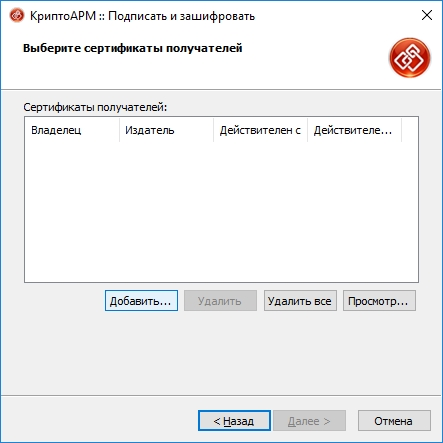 КриптоАРМ :: Подписать и зашифровать
Выберите сертификаты получателей
Сертификаты получателей:
Владелец Издатель Действителен с Действителе...
Добавить... Удалить Удалить все Просмотр...
< Назад Далее > Отмена